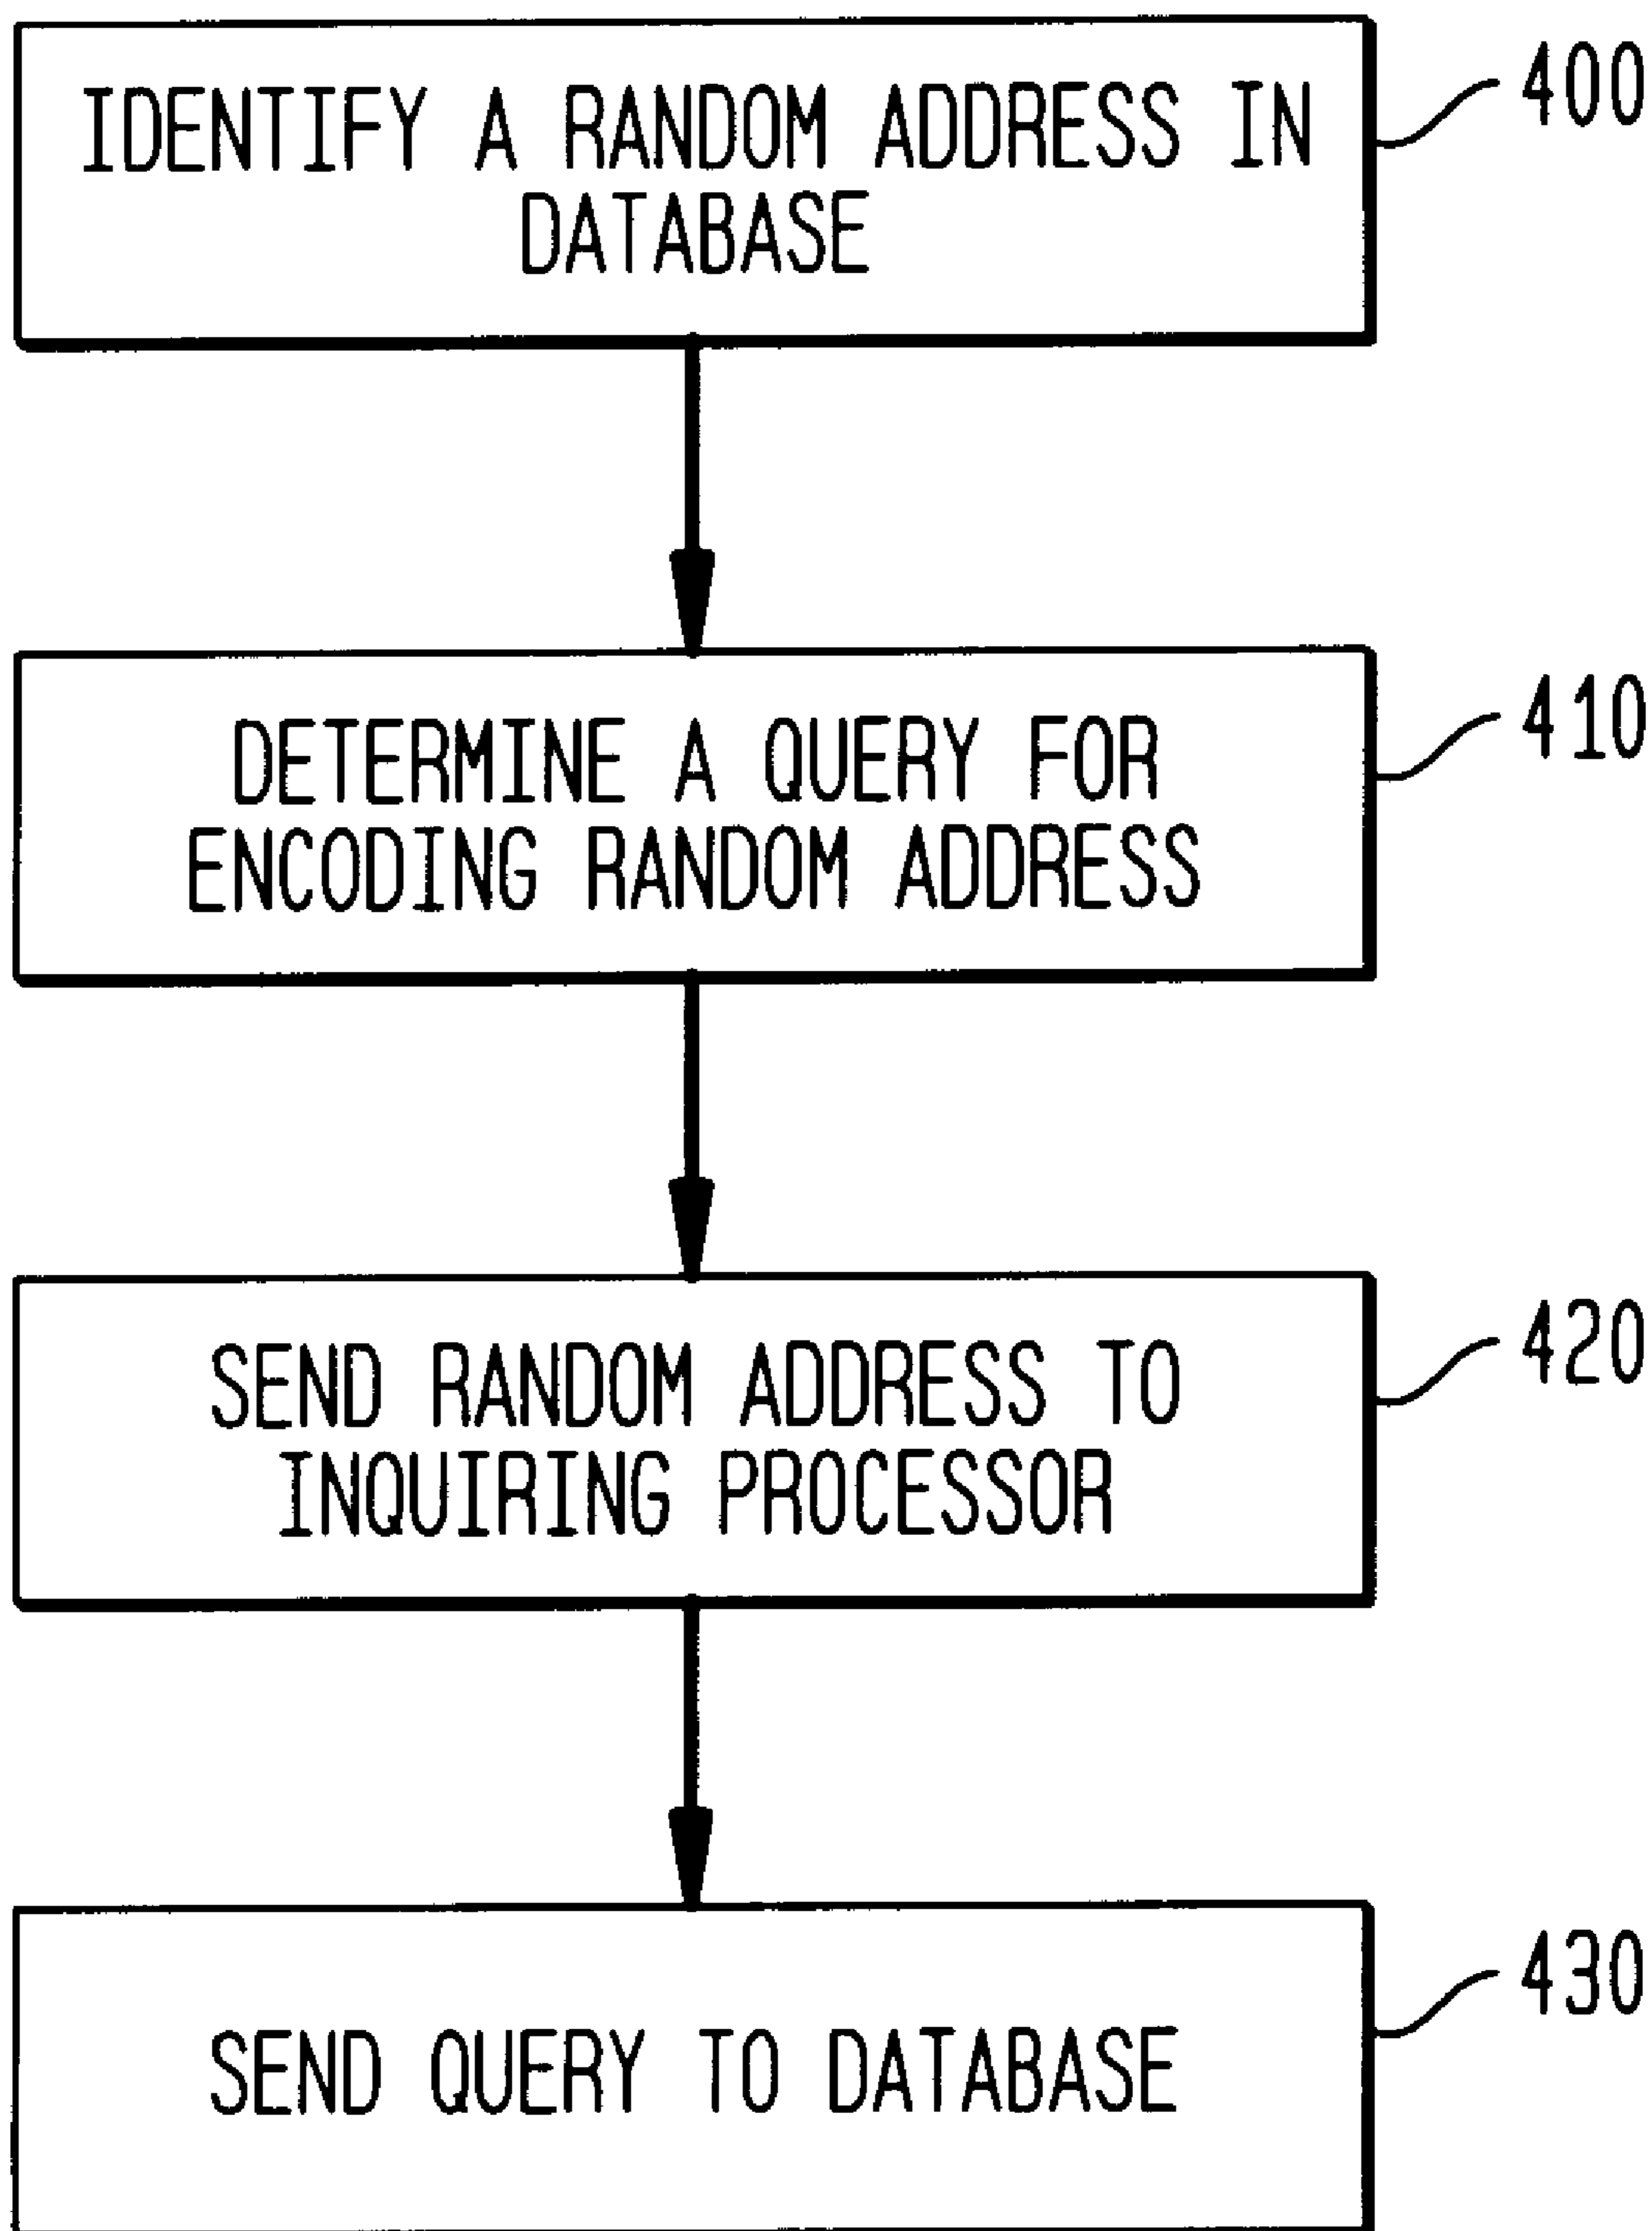 IDENTIFY A RANDOM ADDRESS IN
DATABASE
400
DETERMINE A QUERY FOR
ENCODING RANDOM ADDRESS
410
SEND RANDOM ADDRESS TO
INQUIRING PROCESSOR
420
SEND QUERY TO DATABASE
430